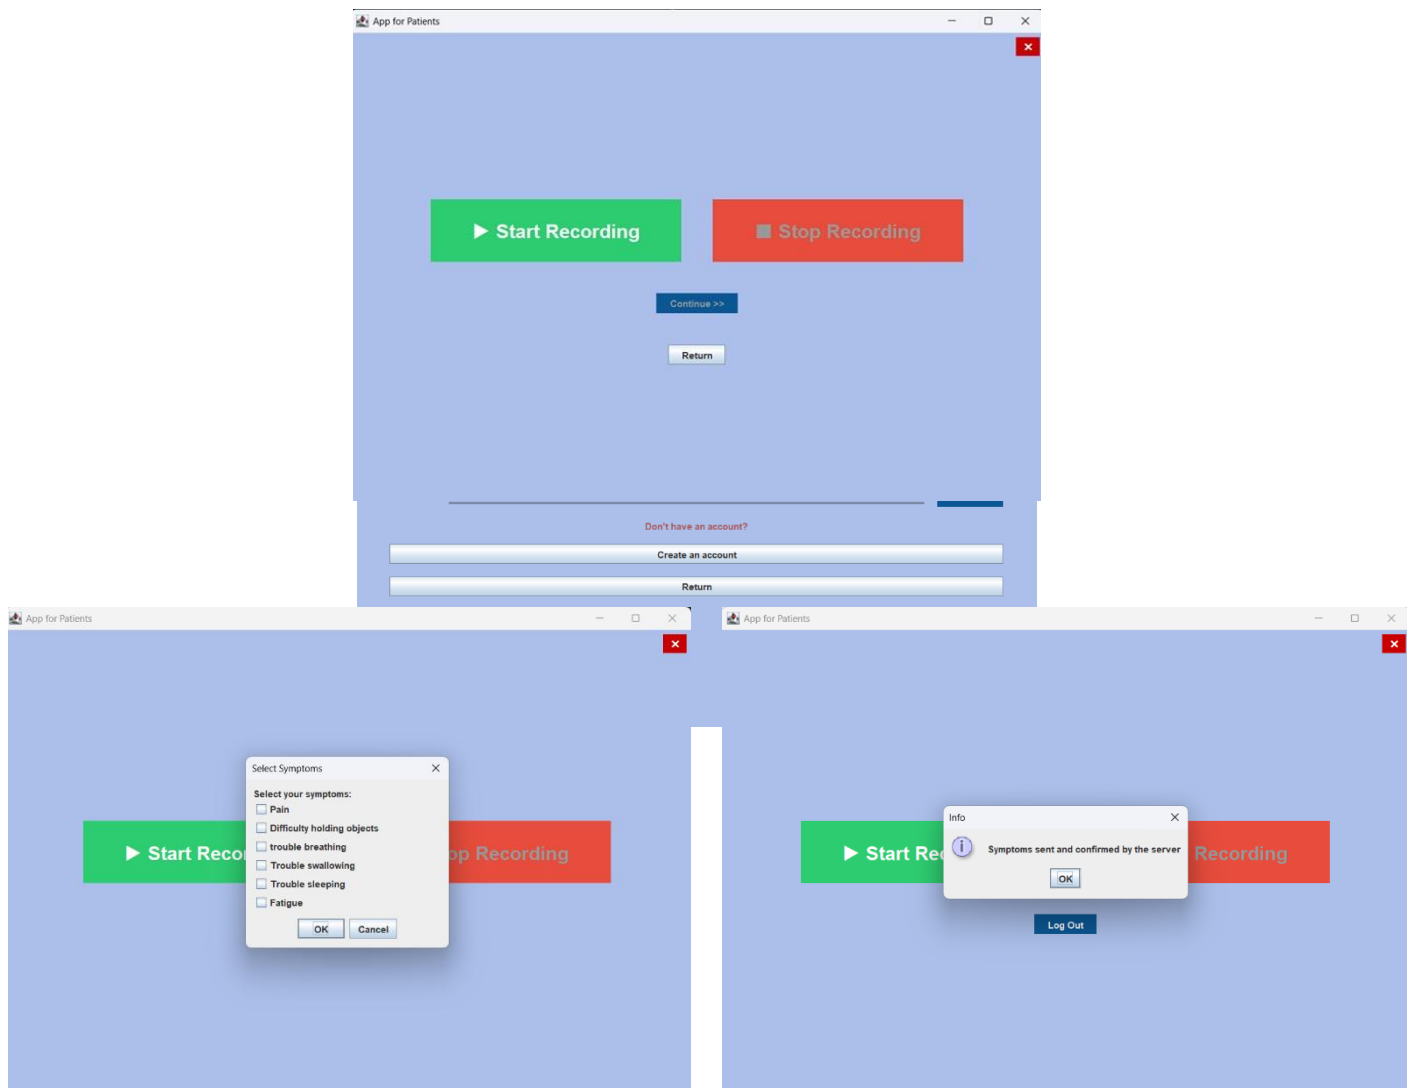 App for Patients
▶ Start Recording
■ Stop Recording
Continue >>
Return
Don't have an account?
Create an account
Return
App for Patients
Select Symptoms
Select your symptoms:
Pain
Difficulty holding objects
trouble breathing
Trouble swallowing
Trouble sleeping
Fatigue
OK Cancel
▶ Start Reco
op Recording
App for Patients
Info
Symptoms sent and confirmed by the server
OK
▶ Start Re
Recording
Log Out